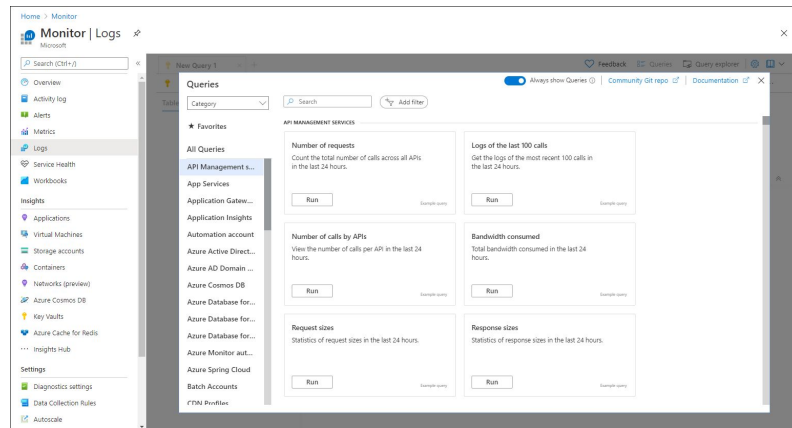 Home > Monitor
Monitor | Logs
Microsoft
Search (Ctrl+/)
Overview
Activity log
Alerts
Metrics
Logs
Service Health
Workbooks
Insights
Applications
Virtual Machines
Storage accounts
Containers
Networks (preview)
Azure Cosmos DB
Key Vaults
Azure Cache for Redis
Insights Hub
Settings
Diagnostics settings
Data Collection Rules
Autoscale
New Query 1
Feedback
Queries
Query explorer
Table
Queries
Always show Queries
Community Git repo
Documentation
Category
Search
Add filter
Favorites
All Queries
API Management s...
App Services
Application Gatew...
Application Insights
Automation account
Azure Active Direct...
Azure AD Domain ...
Azure Cosmos DB
Azure Database for...
Azure Database for...
Azure Database for...
Azure Monitor aut...
Azure Spring Cloud
Batch Accounts
CDN Profiles
API MANAGEMENT SERVICES
Number of requests
Count the total number of calls across all APIs
in the last 24 hours.
Run
Example query
Logs of the last 100 calls
Get the logs of the most recent 100 calls in
the last 24 hours.
Run
Example query
Number of calls by APIs
View the number of calls per API in the last 24
hours.
Run
Example query
Bandwidth consumed
Total bandwidth consumed in the last 24
hours.
Run
Example query
Request sizes
Statistics of request sizes in the last 24 hours.
Run
Example query
Response sizes
Statistics of response sizes in the last 24 hours.
Run
Example query